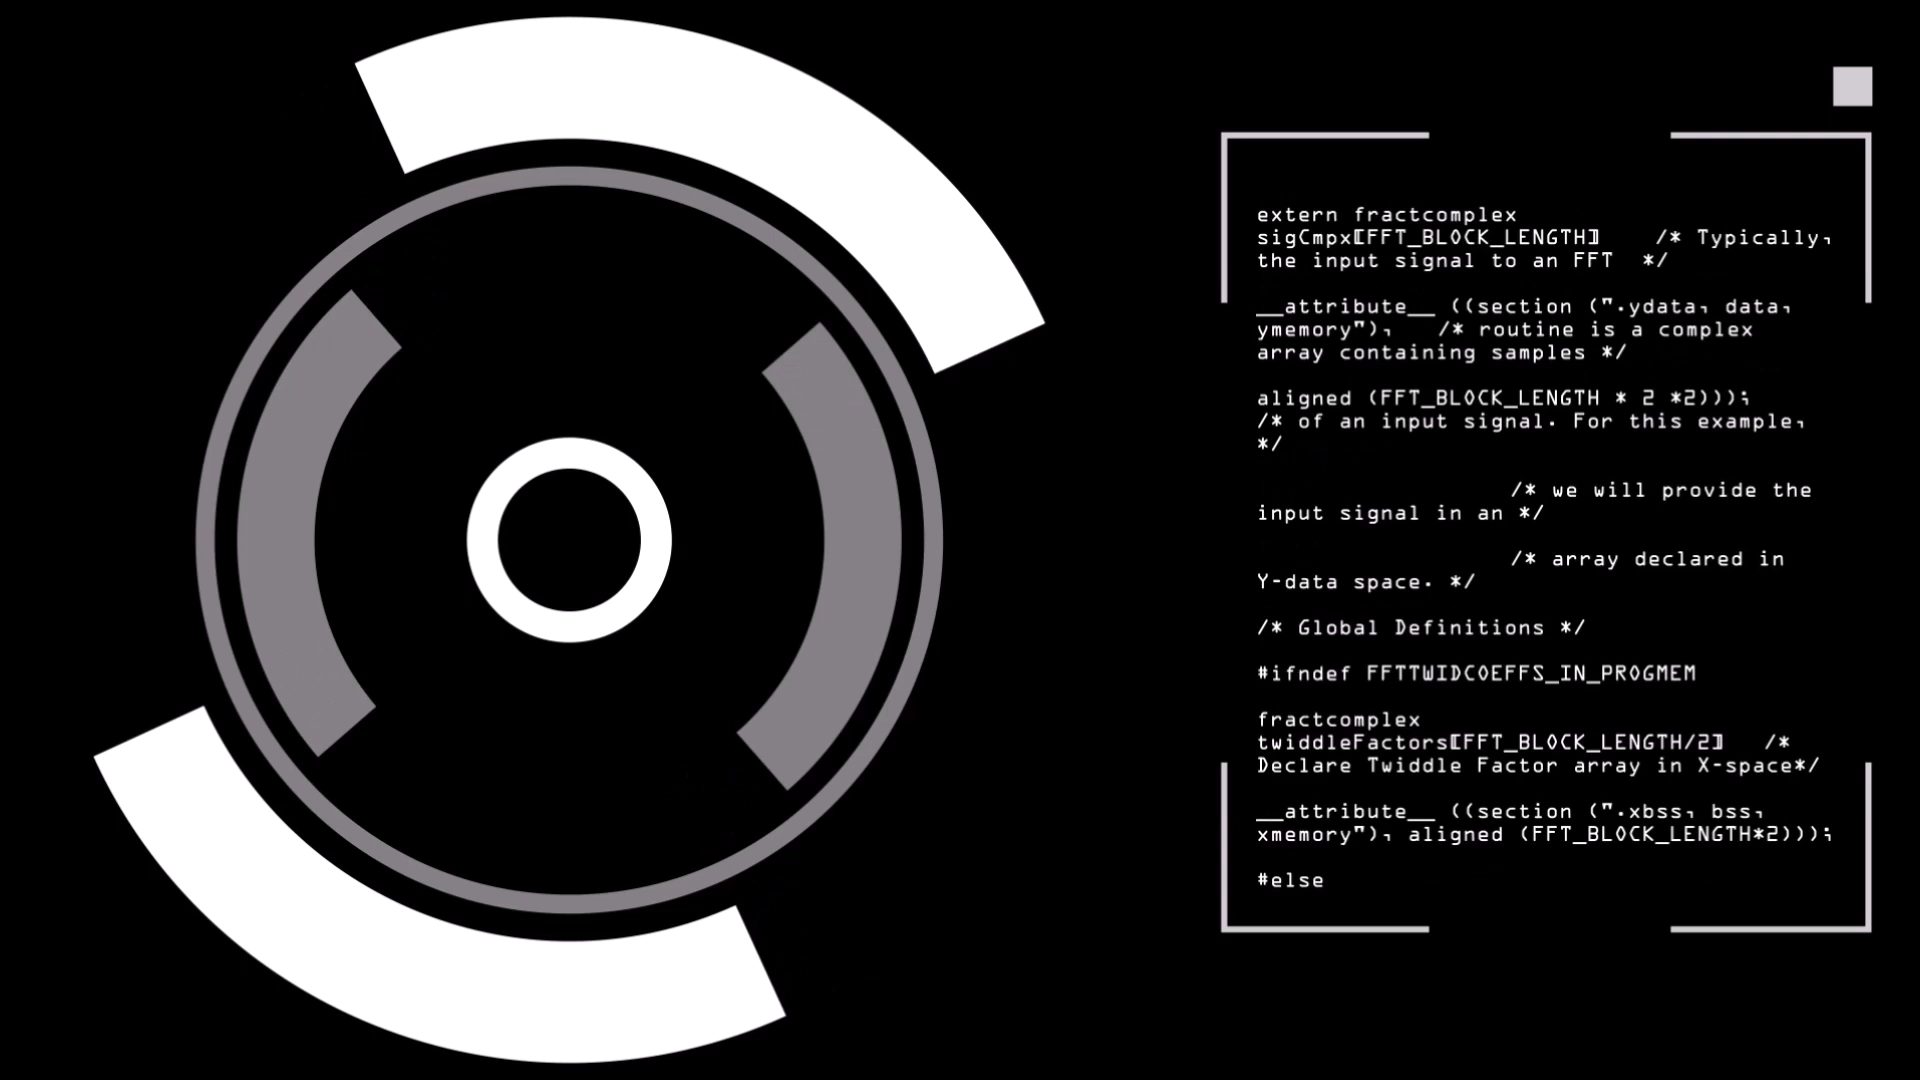 extern fractcomplex
sigCmpx[FFT_BLOCK_LENGTH]    /* Typically,
the input signal to an FFT  */
__attribute__ ((section (".ydata, data,
ymemory"),   /* routine is a complex
array containing samples */
aligned (FFT_BLOCK_LENGTH * 2 *2)));
/* of an input signal. For this example,
*/
/* we will provide the
input signal in an */
/* array declared in
Y-data space. */
/* Global Definitions */
#ifndef FFTTWIDCOEFFS_IN_PROGMEM
fractcomplex
twiddleFactors[FFT_BLOCK_LENGTH/2]   /*
Declare Twiddle Factor array in X-space*/
__attribute__ ((section (".xbss, bss,
xmemory"), aligned (FFT_BLOCK_LENGTH*2)));
#else